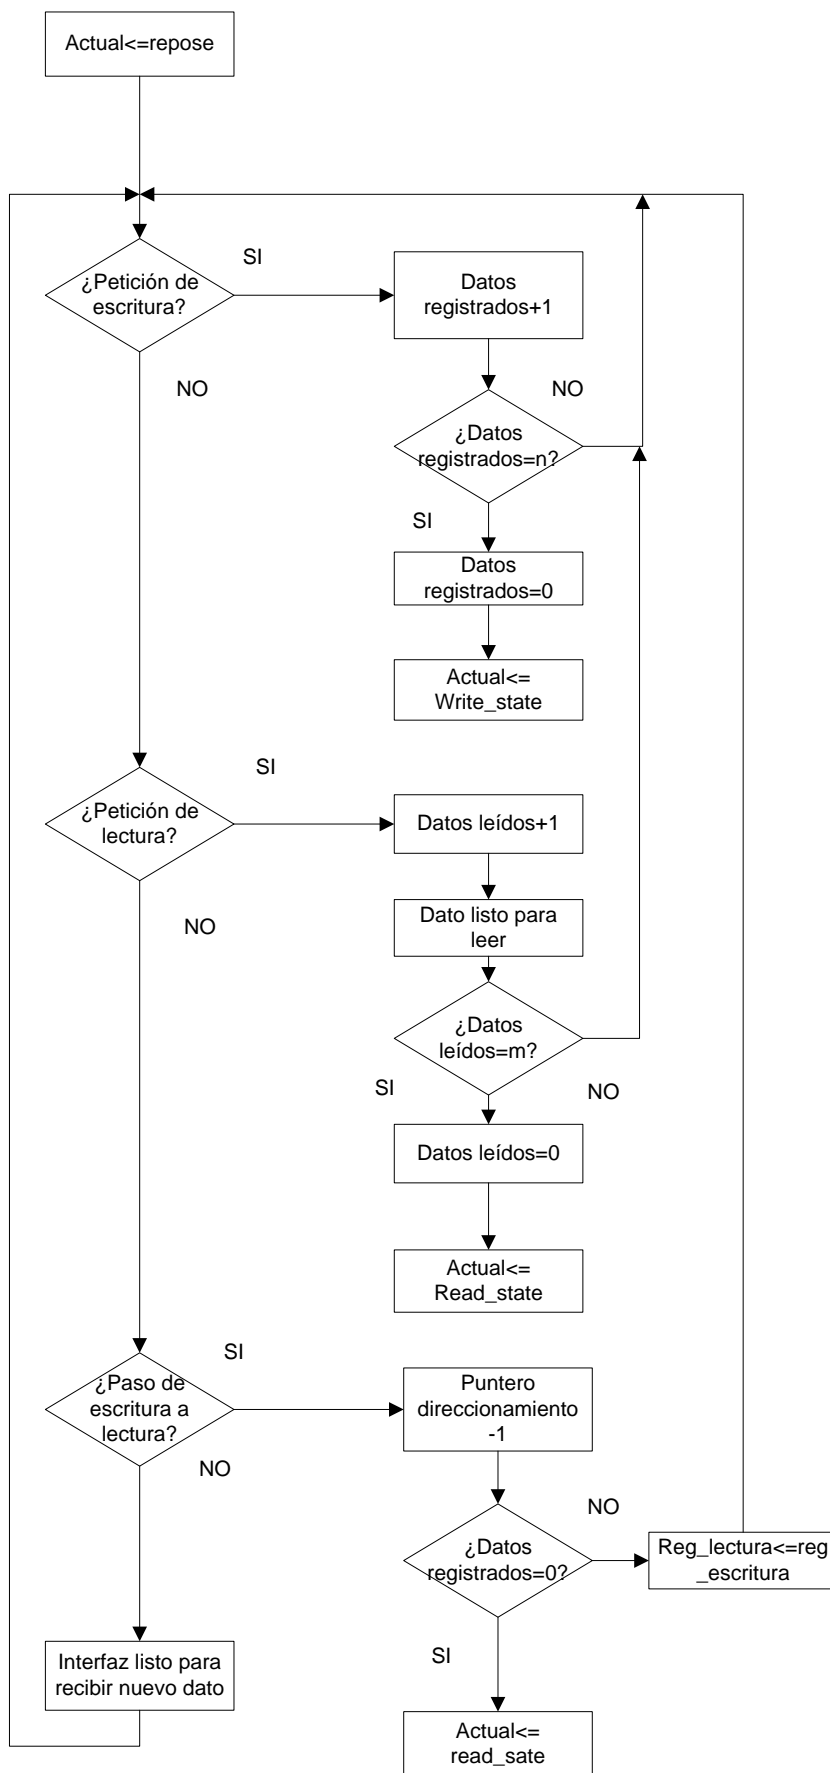 Actual<=repose
SI
¿Petición de
escritura?
Datos
registrados+1
NO
NO
¿Datos
registrados=n?
SI
Datos
registrados=0
Actual<=
Write_state
SI
¿Petición de
lectura?
Datos leídos+1
NO
Dato listo para
leer
¿Datos
leídos=m?
SI
NO
Datos leídos=0
Actual<=
Read_state
SI
¿Paso de
escritura a
lectura?
Puntero
direccionamiento
-1
NO
NO
¿Datos
registrados=0?
Reg_lectura<=reg
_escritura
SI
Interfaz listo para
recibir nuevo dato
Actual<=
read_sate